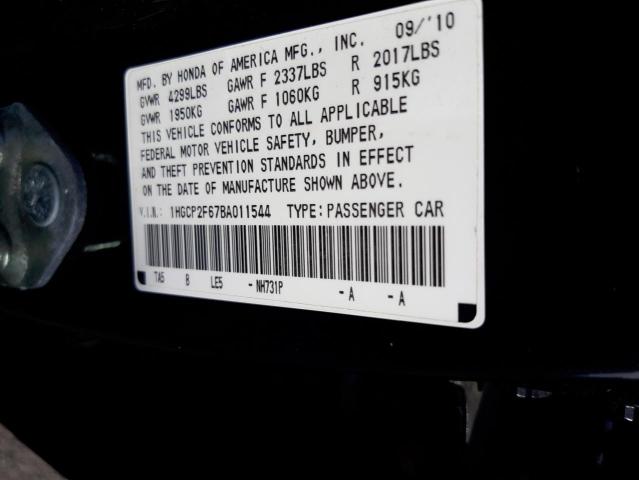 MFD. BY HONDA OF AMERICA MFG., INC. 09/'10
GVWR 4299LBS GAWR F 2337LBS R 2017LBS
GVWR 1950KG GAWR F 1060KG R 915KG
THIS VEHICLE CONFORMS TO ALL APPLICABLE
FEDERAL MOTOR VEHICLE SAFETY, BUMPER,
AND THEFT PREVENTION STANDARDS IN EFFECT
ON THE DATE OF MANUFACTURE SHOWN ABOVE.
V.I.N.: 1HGCP2F67BA011544 TYPE:PASSENGER CAR
TA5 B LE5 -NH731P -A -A